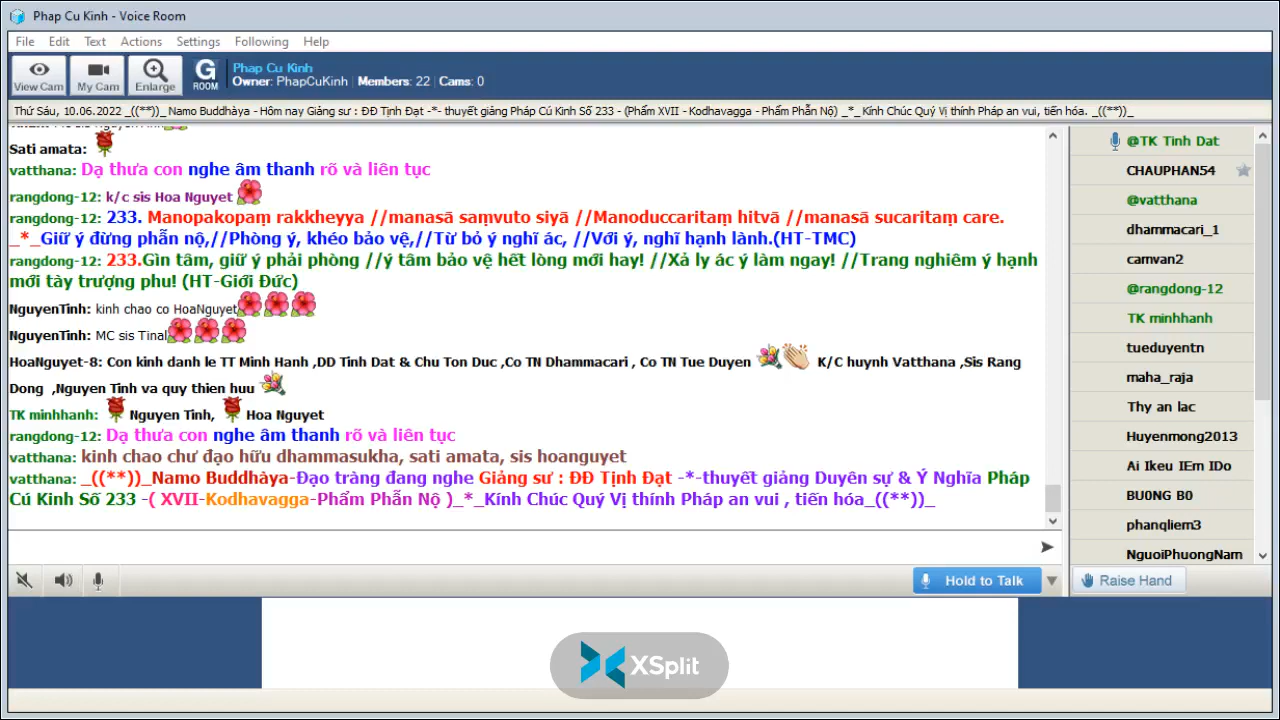 Phap Cu Kinh - Voice Room
File Edit Text Actions Settings Following Help
View Cam
My Cam
Enlarge
G
ROOM
Phap Cu Kinh
Owner: PhapCuKinh | Members: 22 | Cams: 0
Thứ Sáu, 10.06.2022 _((**))_ Namo Buddhàya - Hôm nay Giảng sư : ĐĐ Tịnh Đạt -*- thuyết giảng Pháp Cú Kinh Số 233 - (Phẩm XVII - Kodhavagga - Phẩm Phẫn Nộ) _*_ Kính Chúc Quý Vị thính Pháp an vui, tiến hóa. _((**))_
Sati amata:
vatthana: Dạ thưa con nghe âm thanh rõ và liên tục
rangdong-12: k/c sis Hoa Nguyet
rangdong-12: 233. Manopakopaṃ rakkheyya //manasā saṃvuto siyā //Manoduccaritaṃ hitvā //manasā sucaritaṃ care.
_*_Giữ ý đừng phẫn nộ,//Phòng ý, khéo bảo vệ,//Từ bỏ ý nghĩ ác, //Với ý, nghĩ hạnh lành.(HT-TMC)
rangdong-12: 233.Gìn tâm, giữ ý phải phòng //ý tâm bảo vệ hết lòng mới hay! //Xả ly ác ý làm ngay! //Trang nghiêm ý hạnh
mới tày trượng phu! (HT-Giới Đức)
NguyenTinh: kinh chao co HoaNguyet
NguyenTinh: MC sis Tinal
HoaNguyet-8: Con kinh danh le TT Minh Hanh ,DD Tinh Dat & Chu Ton Duc ,Co TN Dhammacari , Co TN Tue Duyen K/C huynh Vatthana ,Sis Rang
Dong ,Nguyen Tinh va quy thien huu
TK minhhanh: Nguyen Tinh, Hoa Nguyet
rangdong-12: Dạ thưa con nghe âm thanh rõ và liên tục
vatthana: kinh chao chư đạo hữu dhammasukha, sati amata, sis hoanguyet
vatthana: _((**))_Namo Buddhàya-Đạo tràng đang nghe Giảng sư : ĐĐ Tịnh Đạt -*-thuyết giảng Duyên sự & Ý Nghĩa Pháp
Cú Kinh Số 233 -( XVII-Kodhavagga-Phẩm Phẫn Nộ )_*_Kính Chúc Quý Vị thính Pháp an vui , tiến hóa_((**))_
@TK Tinh Dat
CHAUPHAN54
@vatthana
dhammacari_1
camvan2
@rangdong-12
TK minhhanh
tueduyentn
maha_raja
Thy an lac
Huyenmong2013
Ai Ikeu IEm IDo
BU0NG B0
phanqliem3
NguoiPhuongNam
Hold to Talk
Raise Hand
XSplit